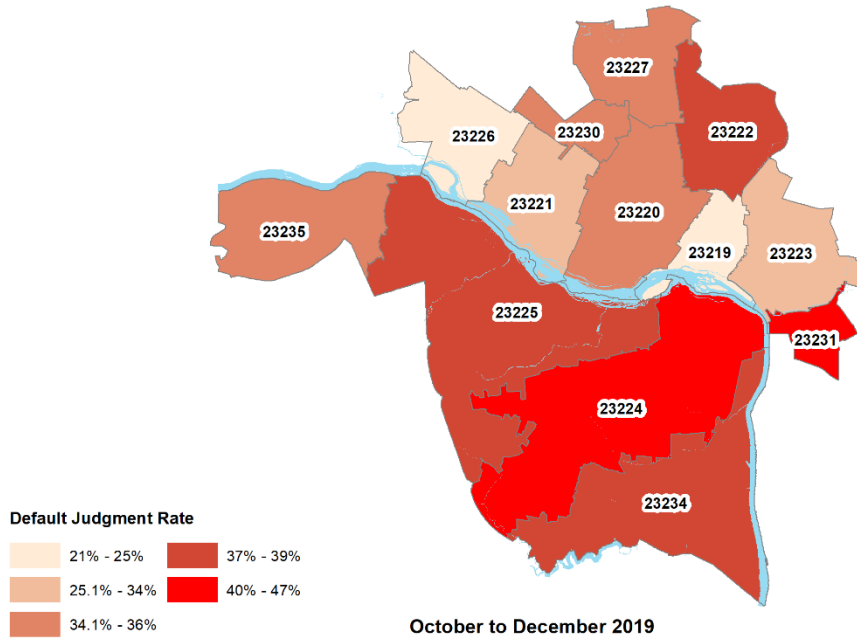 23227
23226
23230
23222
23221
23220
23235
23219
23223
23225
23231
23224
23234
Default Judgment Rate
21% - 25%
37% - 39%
25.1% - 34%
40% - 47%
34.1% - 36%
October to December 2019